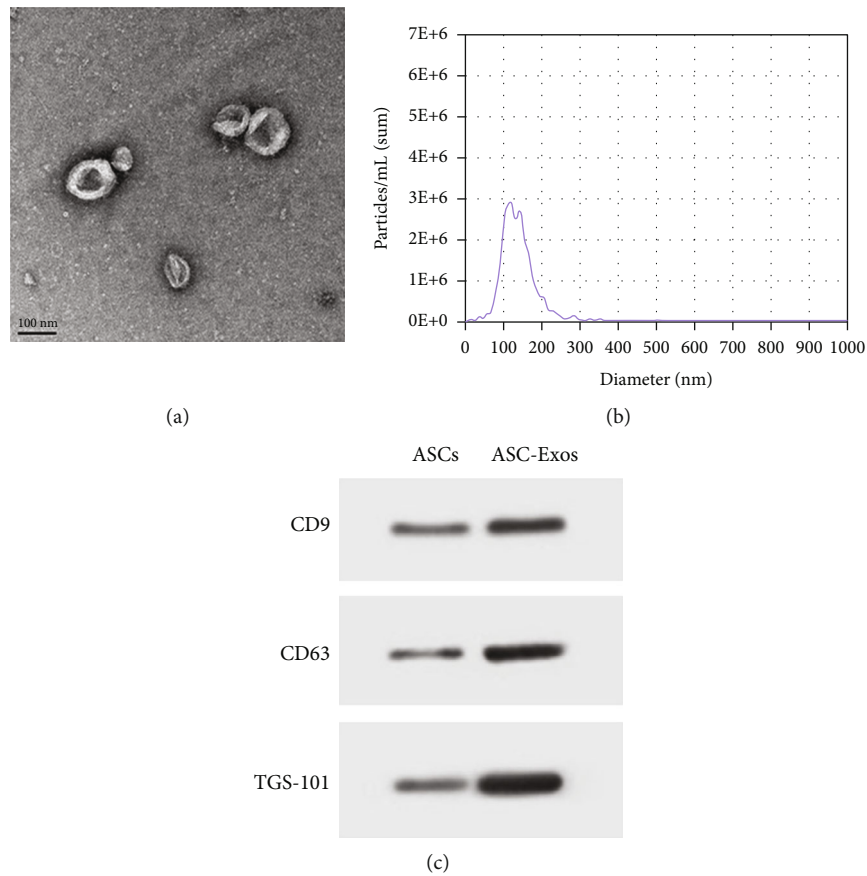 100 nm
(a)
7E+6
6E+6
5E+6
4E+6
3E+6
2E+6
1E+6
0E+0
Particles/mL (sum)
0 100 200 300 400 500 600 700 800 900 1000
Diameter (nm)
(b)
ASCs ASC-Exos
CD9
CD63
TGS-101
(c)